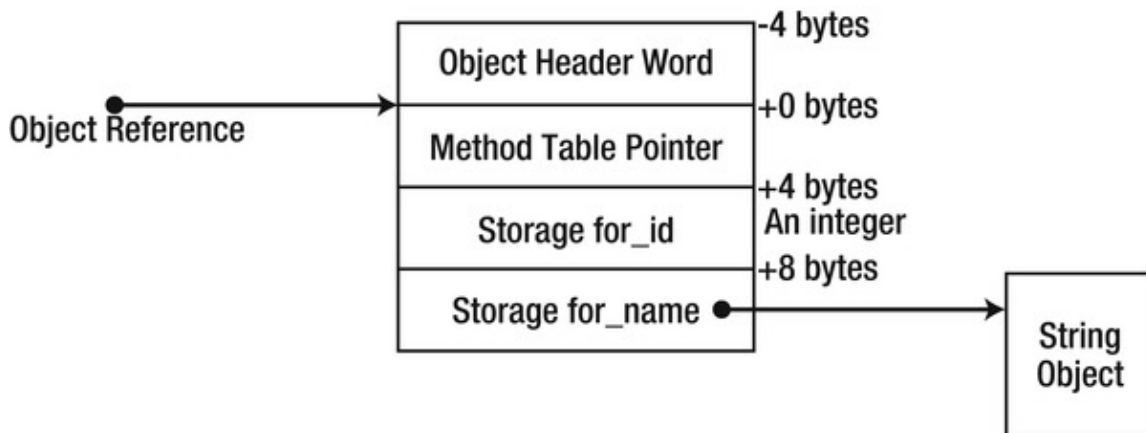 -4 bytes
Object Header Word
+0 bytes
Object Reference
Method Table Pointer
+4 bytes
Storage for_id
An integer
+8 bytes
Storage for_name
String
Object